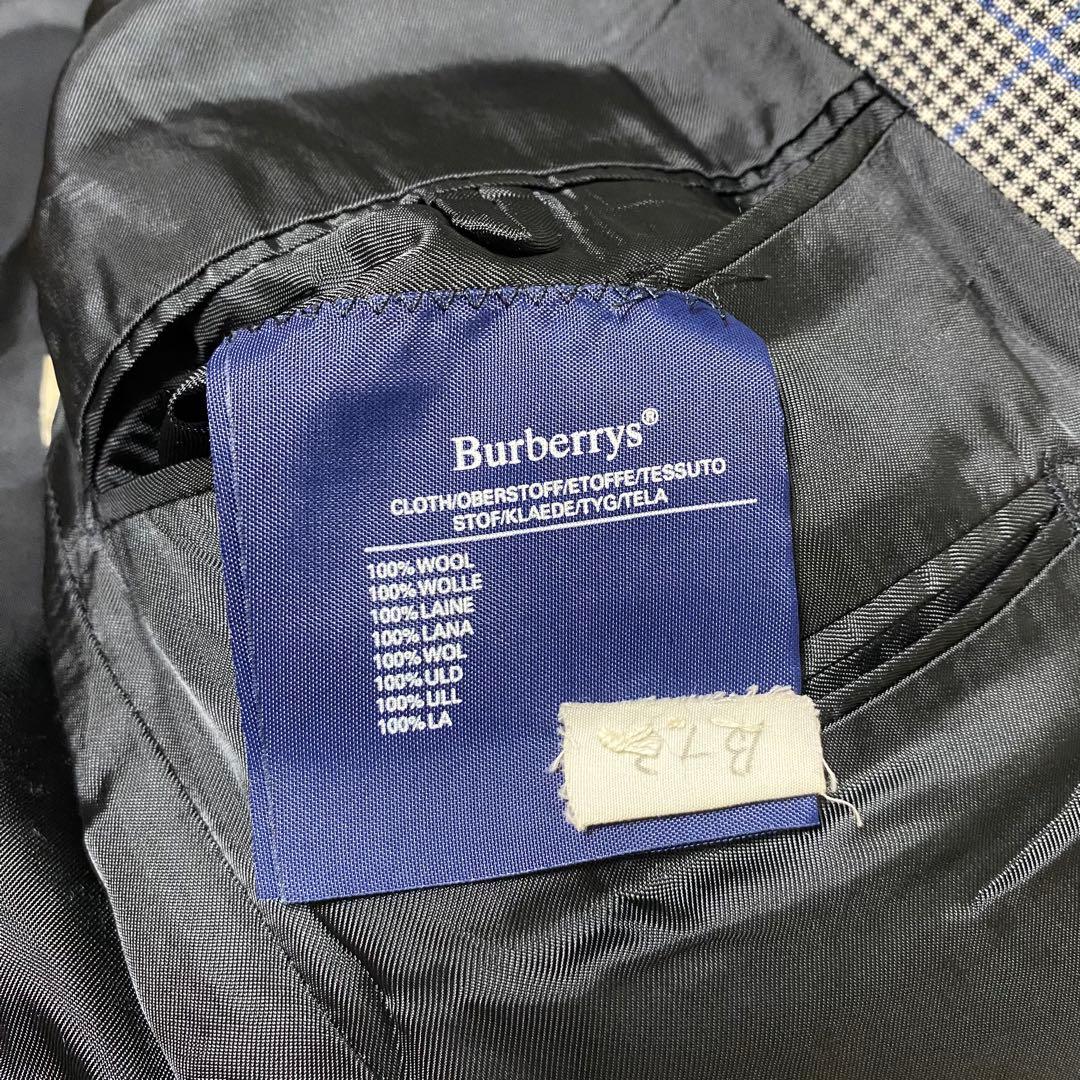 Burberrys®
CLOTH/OBERSTOFF/ETOFFE/TESSUTO
STOF/KLAEDE/TYG/TELA
100% WOOL
100% WOLLE
100% LAINE
100% LANA
100% WOL
100% ULD
100% ULL
100% LA